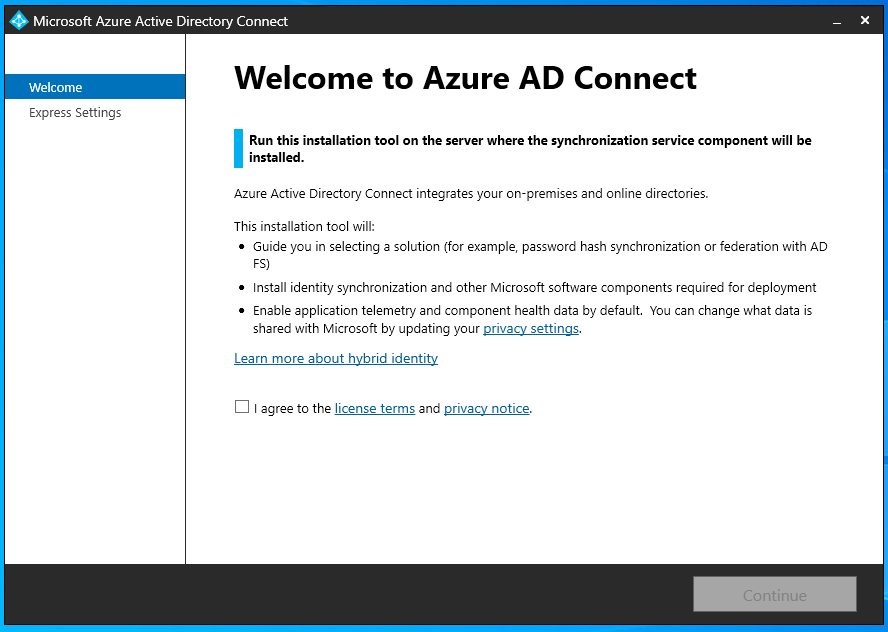 Microsoft Azure Active Directory Connect
Welcome
Express Settings
Welcome to Azure AD Connect
Run this installation tool on the server where the synchronization service component will be
installed.
Azure Active Directory Connect integrates your on-premises and online directories.
This installation tool will:
• Guide you in selecting a solution (for example, password hash synchronization or federation with AD
FS)
• Install identity synchronization and other Microsoft software components required for deployment
• Enable application telemetry and component health data by default.  You can change what data is
shared with Microsoft by updating your privacy settings.
Learn more about hybrid identity
I agree to the license terms and privacy notice.
Continue